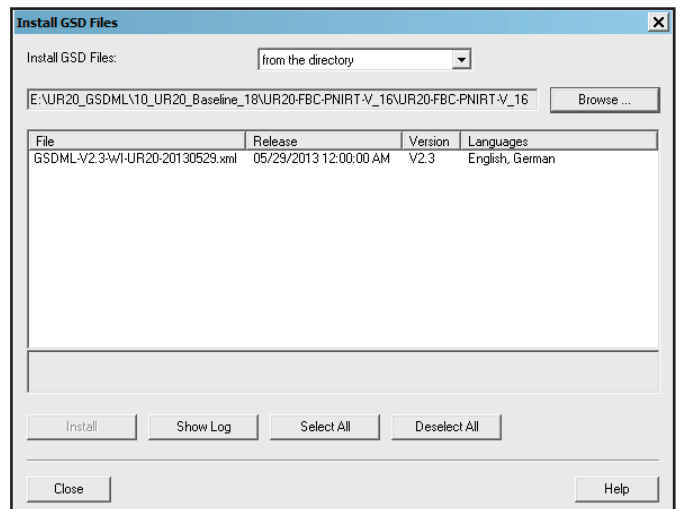 Install GSD Files
Install GSD Files: from the directory
E:\UR20_GSDML\10_UR20_Baseline_18\UR20-FBC-PNIRT-V_16\UR20-FBC-PNIRT-V_16 Browse ...
File Release Version Languages
GSDML-V2.3-WI-UR20-20130529.xml 05/29/2013 12:00:00 AM V2.3 English, German
Install Show Log Select All Deselect All
Close Help